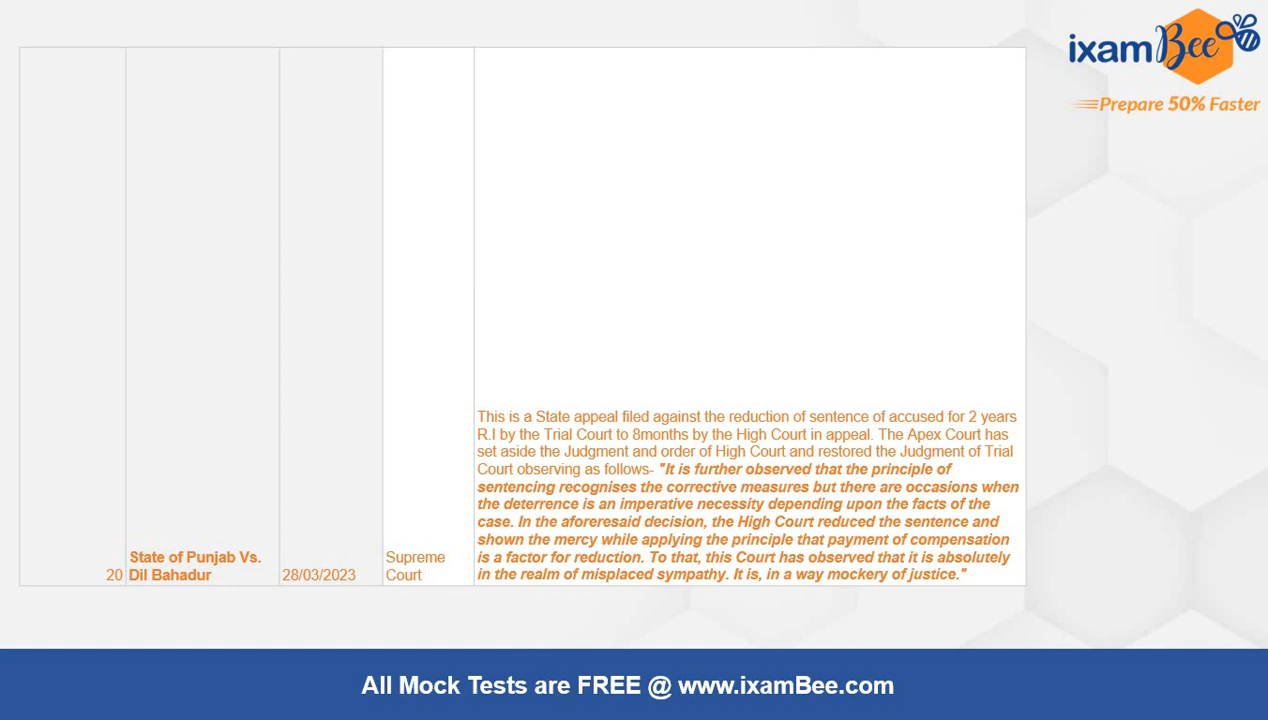 ixamBee
Prepare 50% Faster
This is a State appeal filed against the reduction of sentence of accused for 2 years
R.I by the Trial Court to 8months by the High Court in appeal. The Apex Court has
set aside the Judgment and order of High Court and restored the Judgment of Trial
Court observing as follows- "It is further observed that the principle of
sentencing recognises the corrective measures but there are occasions when
the deterrence is an imperative necessity depending upon the facts of the
case. In the aforeresaid decision, the High Court reduced the sentence and
shown the mercy while applying the principle that payment of compensation
is a factor for reduction. To that, this Court has observed that it is absolutely
in the realm of misplaced sympathy. It is, in a way mockery of justice."
20
State of Punjab Vs.
Dil Bahadur
28/03/2023
Supreme
Court
All Mock Tests are FREE @ www.ixamBee.com